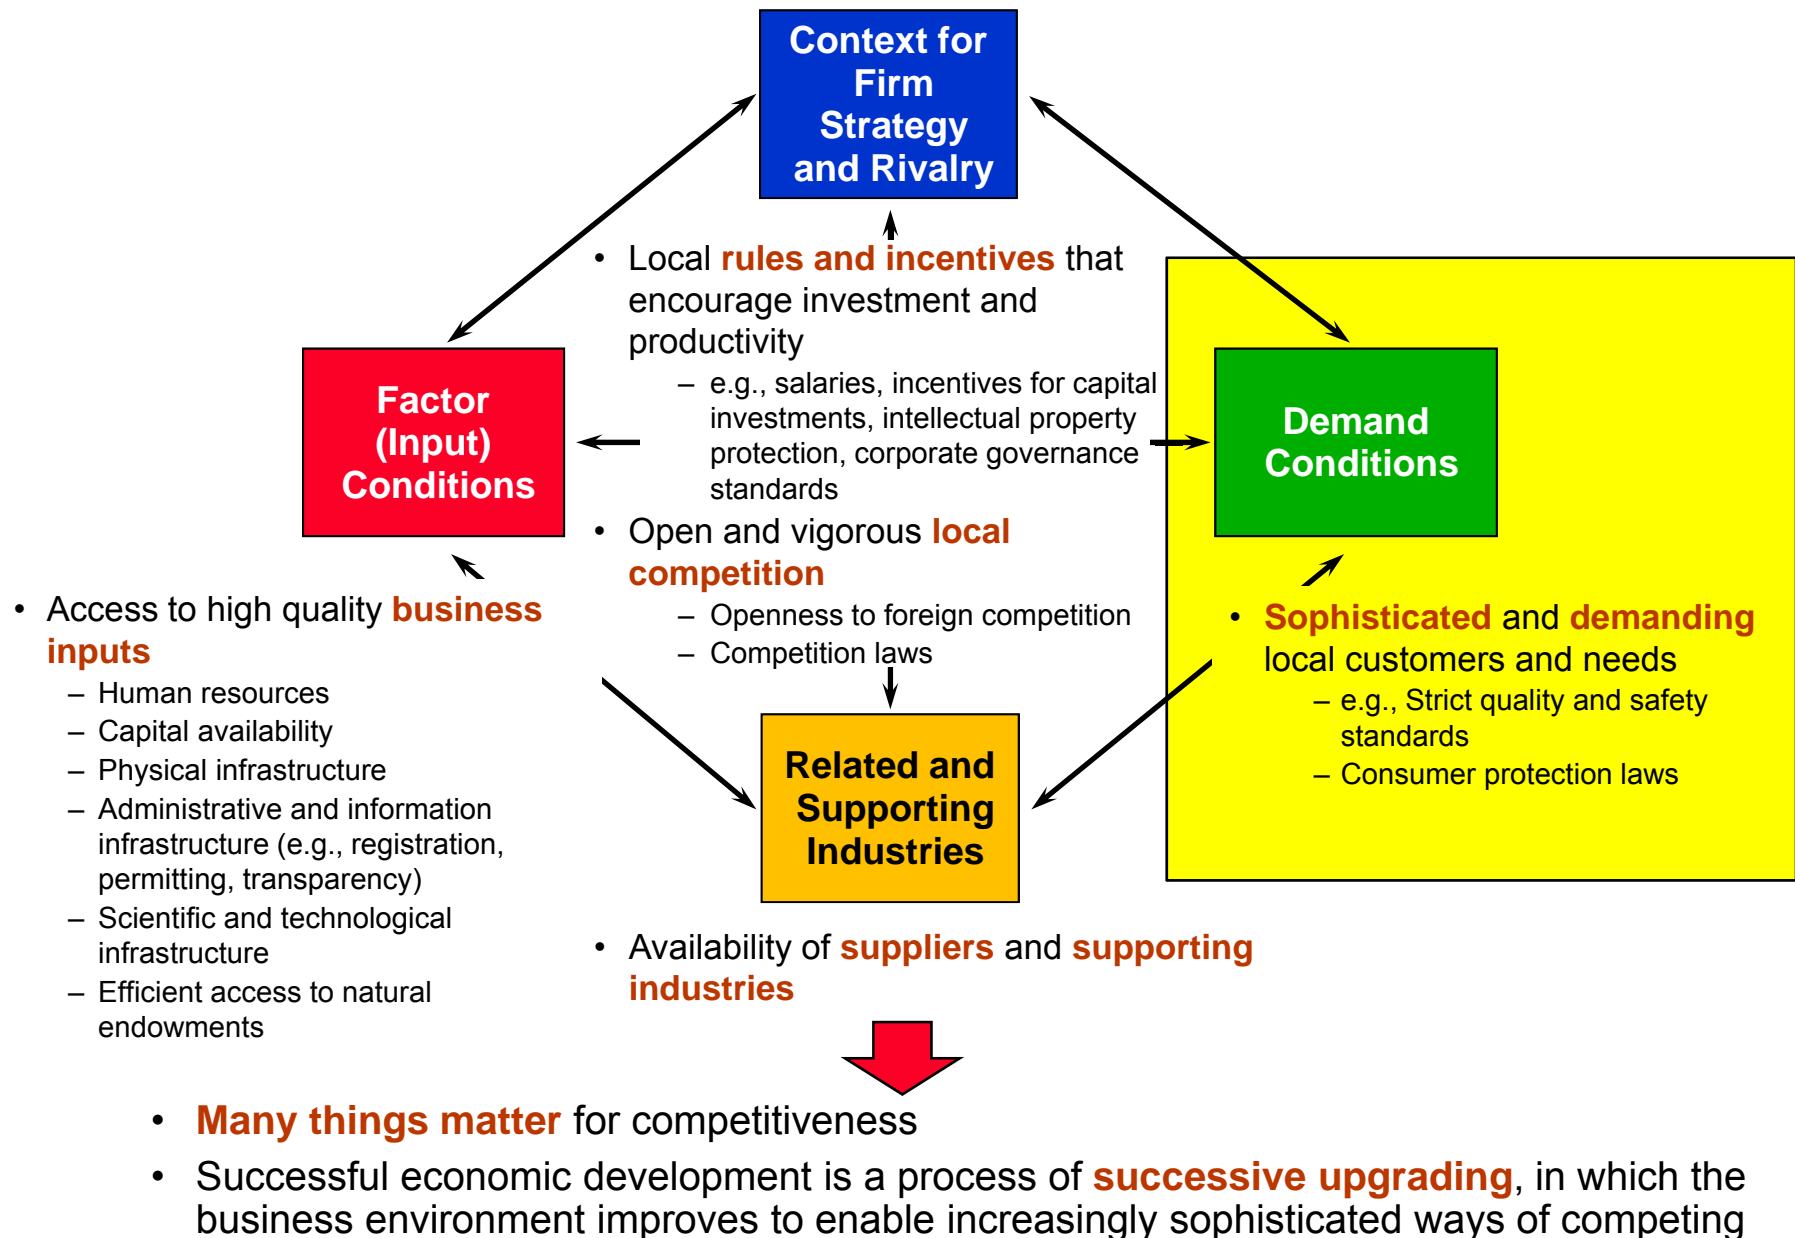 Context for
Firm
Strategy
and Rivalry
• Local rules and incentives that
encourage investment and
productivity
– e.g., salaries, incentives for capital
investments, intellectual property
protection, corporate governance
standards
• Open and vigorous local
competition
– Openness to foreign competition
– Competition laws
Factor
(Input)
Conditions
• Access to high quality business
inputs
– Human resources
– Capital availability
– Physical infrastructure
– Administrative and information
infrastructure (e.g., registration,
permitting, transparency)
– Scientific and technological
infrastructure
– Efficient access to natural
endowments
Demand
Conditions
• Sophisticated and demanding
local customers and needs
– e.g., Strict quality and safety
standards
– Consumer protection laws
Related and
Supporting
Industries
• Availability of suppliers and supporting
industries
• Many things matter for competitiveness
• Successful economic development is a process of successive upgrading, in which the
business environment improves to enable increasingly sophisticated ways of competing